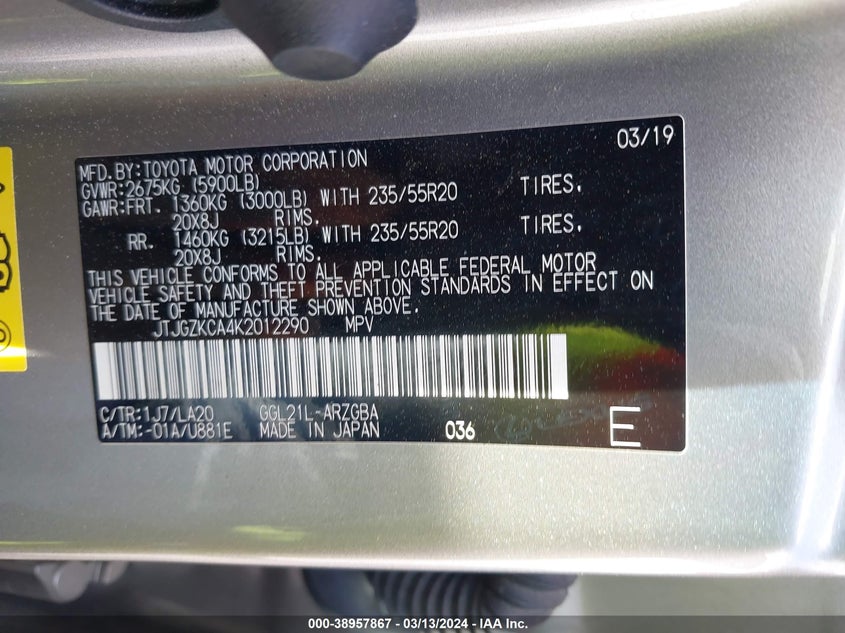 03/19
MFD.BY:TOYOTA MOTOR CORPORATION
GVWR:2675KG (5900LB)
GAWR:FRT. 1360KG (3000LB) WITH 235/55R20 TIRES,
20X8J RIMS.
RR. 1460KG (3215LB) WITH 235/55R20 TIRES,
20X8J RIMS.
THIS VEHICLE CONFORMS TO ALL APPLICABLE FEDERAL MOTOR
VEHICLE SAFETY AND THEFT PREVENTION STANDARDS IN EFFECT ON
THE DATE OF MANUFACTURE SHOWN ABOVE.
JTJGZKCA4K2012290 MPV
C/TR:1J7/LA20 GGL21L-ARZGBA
A/TM:-01A/U881E MADE IN JAPAN 036 E
000-38957867 - 03/13/2024 - IAA Inc.